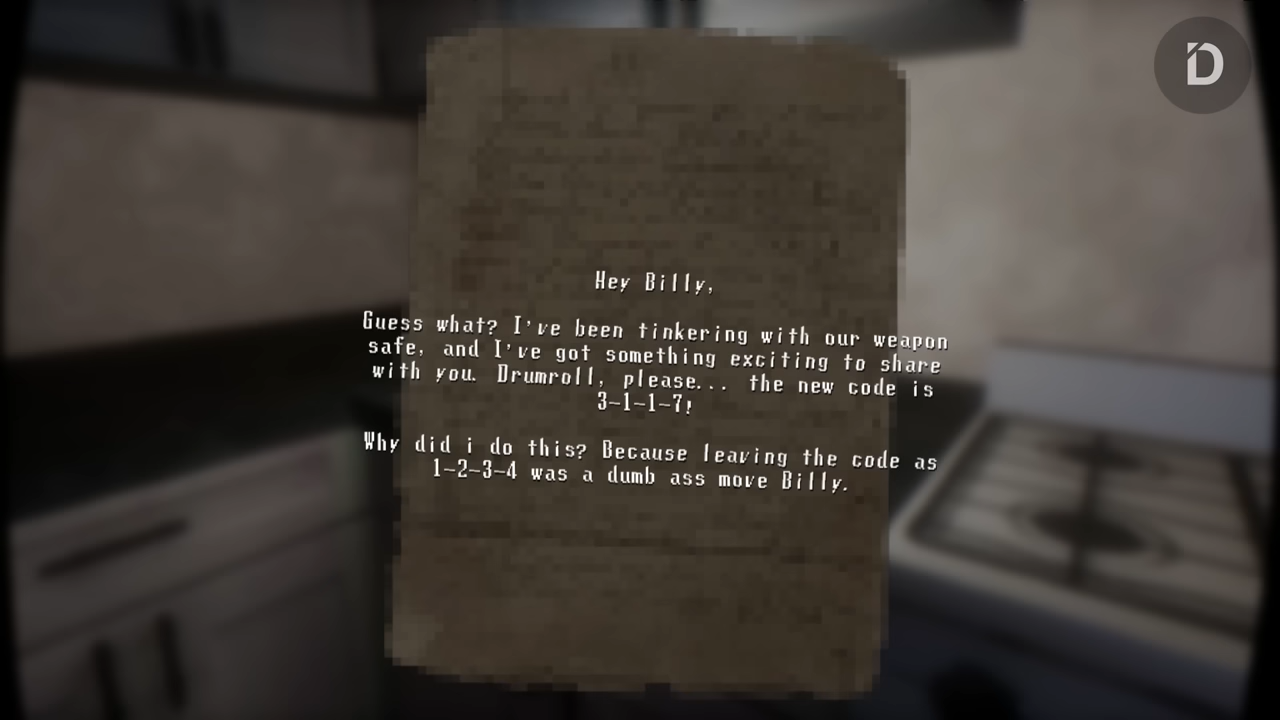 Hey Billy,
Guess what? I've been tinkering with our weapon
safe, and I've got something exciting to share
with you. Drumroll, please... the new code is
3-1-1-7!
Why did i do this? Because leaving the code as
1-2-3-4 was a dumb ass move Billy.
D